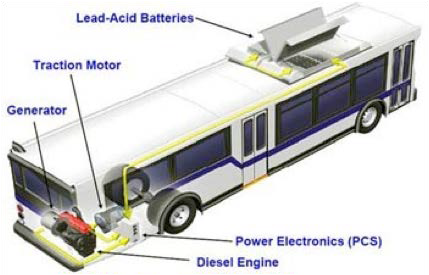 Lead-Acid Batteries
Traction Motor
Generator
Power Electronics (PCS)
Diesel Engine